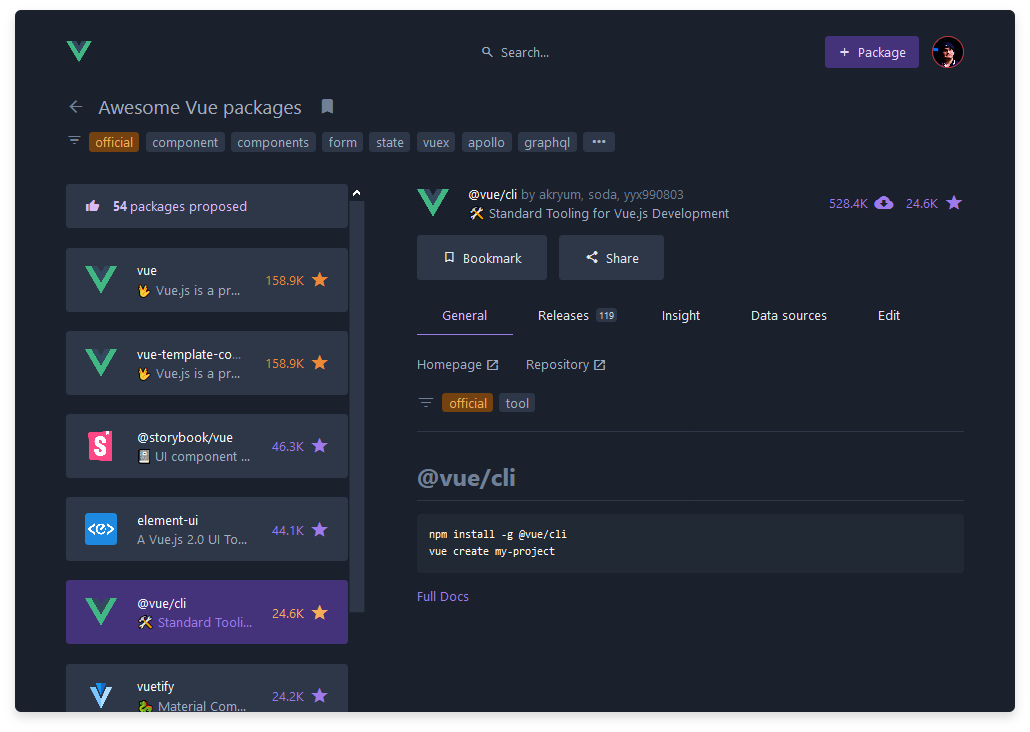 Search...
+ Package
Awesome Vue packages
official component components form state vuex apollo graphql •••
54 packages proposed
vue
Vue.js is a pr...
158.9K
vue-template-co...
Vue.js is a pr...
158.9K
@storybook/vue
UI component ...
46.3K
element-ui
A Vue.js 2.0 UI To...
44.1K
@vue/cli
Standard Tooli...
24.6K
vuetify
Material Com...
24.2K
@vue/cli by akryum, soda, yyx990803
Standard Tooling for Vue.js Development
528.4K 24.6K
Bookmark Share
General Releases 119 Insight Data sources Edit
Homepage Repository
official tool
@vue/cli
npm install -g @vue/cli
vue create my-project
Full Docs